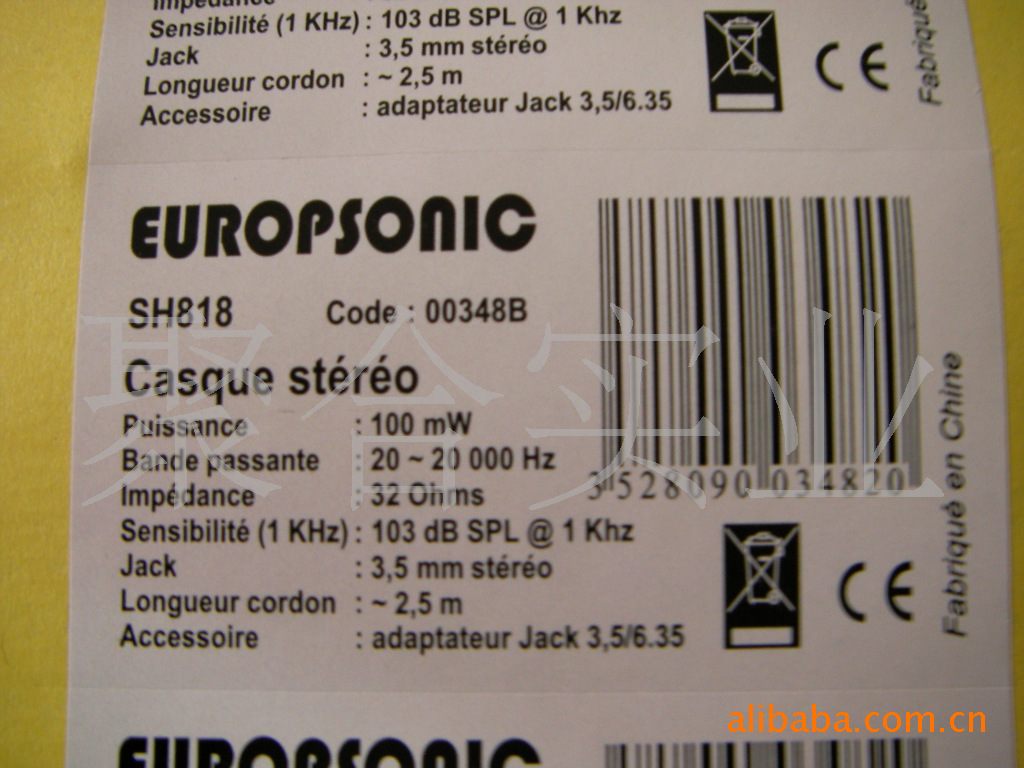 Impédance
Sensibilité (1 KHz) : 103 dB SPL @ 1 Khz
Jack : 3,5 mm stéréo
Longueur cordon : ~ 2,5 m
Accessoire : adaptateur Jack 3,5/6.35
CE
Fabriqué
EUROPSONIC
SH818 Code : 00348B
Casque stéréo
Puissance : 100 mW
Bande passante : 20 ~ 20 000 Hz
Impédance : 32 Ohms
Sensibilité (1 KHz) : 103 dB SPL @ 1 Khz
Jack : 3,5 mm stéréo
Longueur cordon : ~ 2,5 m
Accessoire : adaptateur Jack 3,5/6.35
3 528090 034820
CE
Fabriqué en Chine
聚合实业
EUROPSONIC
alibaba.com.cn